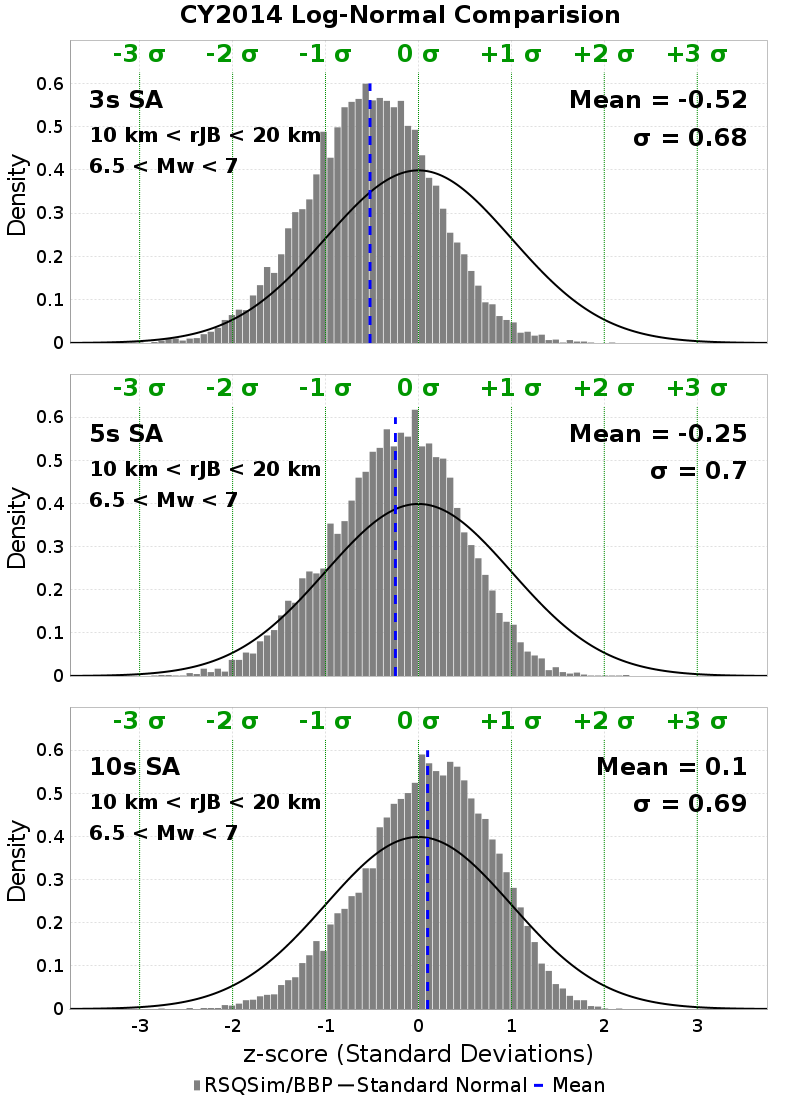 CY2014 Log-Normal Comparision
-3 σ -2 σ -1 σ 0 σ +1 σ +2 σ +3 σ
3s SA
10 km < rJB < 20 km
6.5 < Mw < 7
Mean = -0.52
σ = 0.68
Density
0.6
0.5
0.4
0.3
0.2
0.1
0
-3 σ -2 σ -1 σ 0 σ +1 σ +2 σ +3 σ
5s SA
10 km < rJB < 20 km
6.5 < Mw < 7
Mean = -0.25
σ = 0.7
Density
0.6
0.5
0.4
0.3
0.2
0.1
0
-3 σ -2 σ -1 σ 0 σ +1 σ +2 σ +3 σ
10s SA
10 km < rJB < 20 km
6.5 < Mw < 7
Mean = 0.1
σ = 0.69
Density
0.6
0.5
0.4
0.3
0.2
0.1
0
-3 -2 -1 0 1 2 3
z-score (Standard Deviations)
RSQSim/BBP Standard Normal Mean